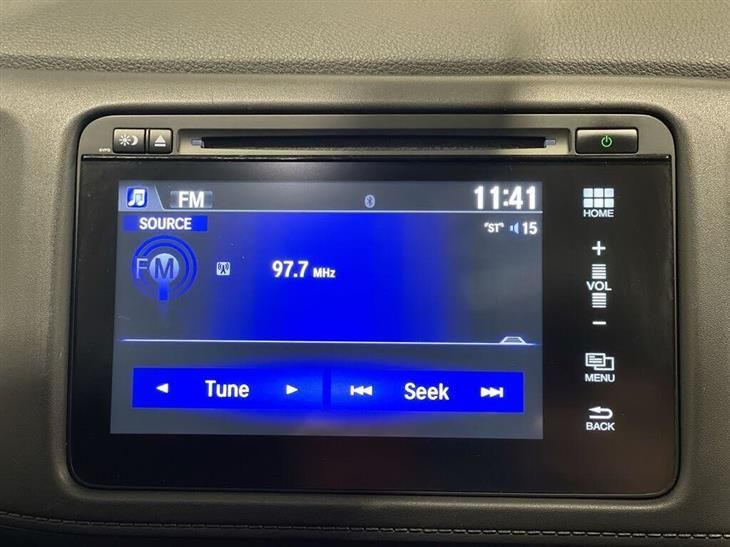 FM 11:41
SOURCE
"ST" 15
FM
97.7 MHz
Tune Seek
HOME
+
VOL
−
MENU
BACK